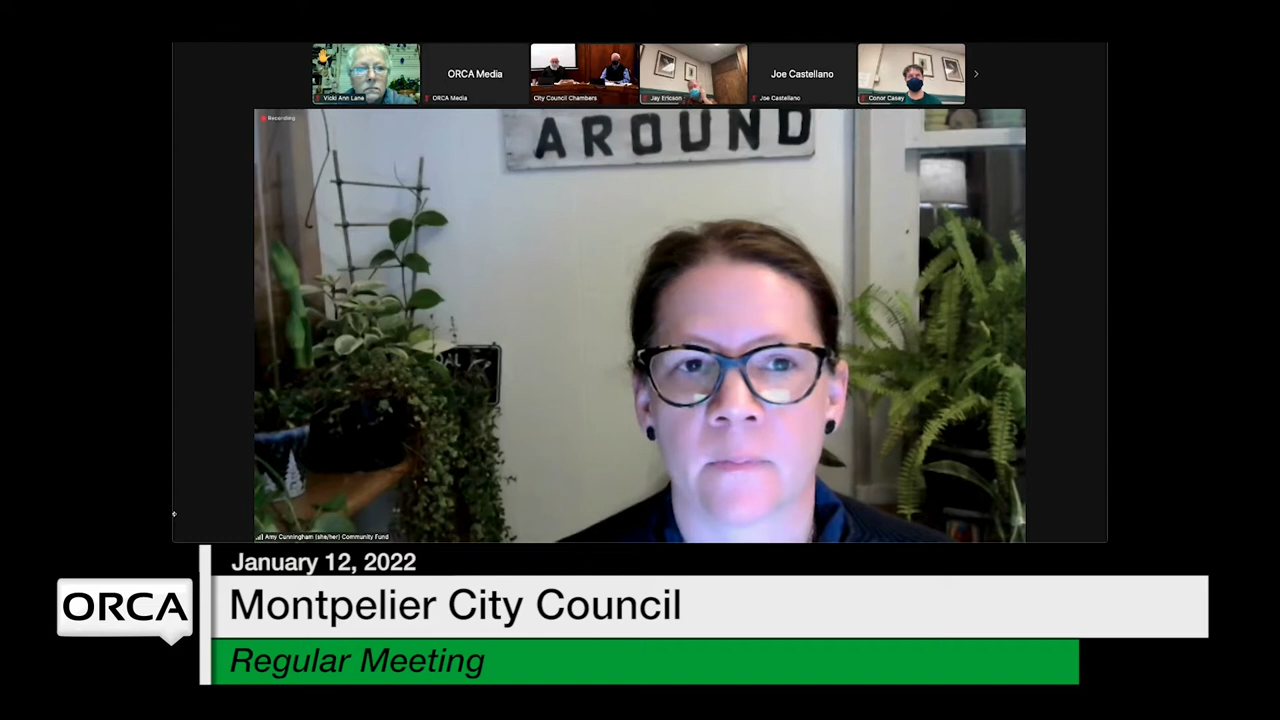 ORCA Media
Joe Castellano
Vicki Ann Lane
ORCA Media
City Council Chambers
Jay Ericson
Joe Castellano
Conor Casey
Recording
AROUND
Amy Cunningham (she/her) Community Fund
January 12, 2022
ORCA
Montpelier City Council
Regular Meeting